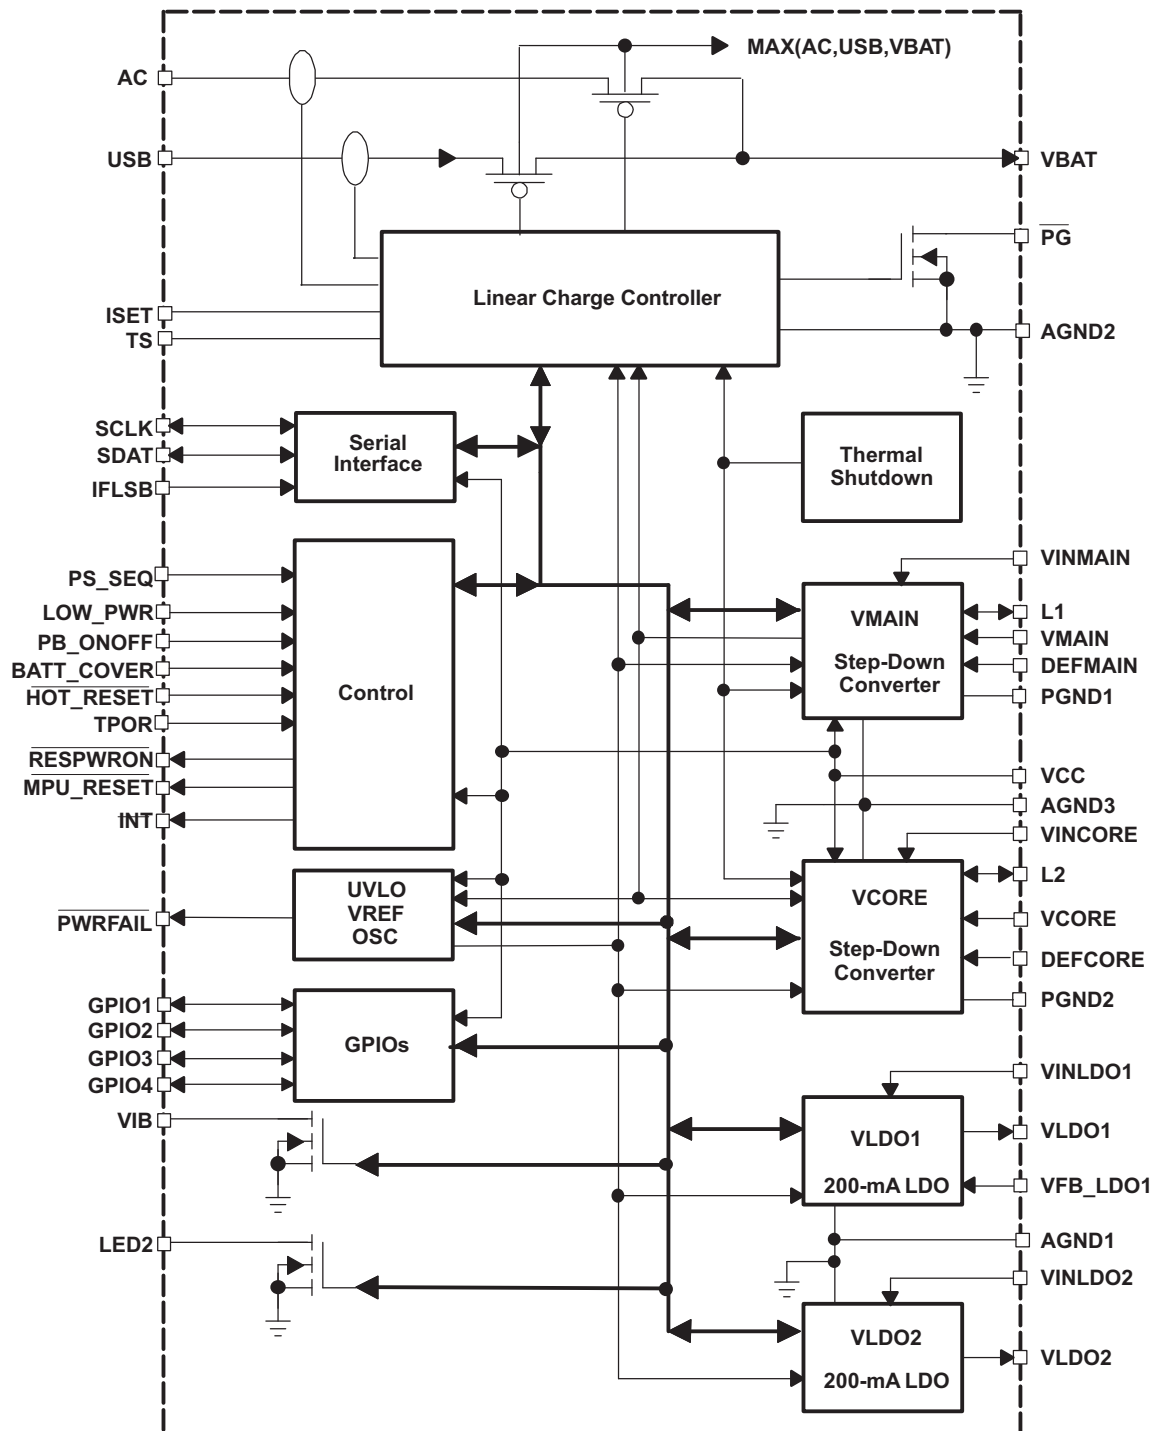 MAX(AC,USB,VBAT)
AC
USB
VBAT
PG
Linear Charge Controller
ISET
TS
AGND2
SCLK
SDAT
IFLSB
Serial
Interface
Thermal
Shutdown
VINMAIN
PS_SEQ
LOW_PWR
PB_ONOFF
BATT_COVER
HOT_RESET
TPOR
RESPWRON
MPU_RESET
INT
Control
VMAIN
Step-Down
Converter
L1
VMAIN
DEFMAIN
PGND1
VCC
AGND3
VINCORE
UVLO
VREF
OSC
PWRFAIL
VCORE
Step-Down
Converter
L2
VCORE
DEFCORE
PGND2
GPIO1
GPIO2
GPIO3
GPIO4
GPIOs
VINLDO1
VIB
VLDO1
200-mA LDO
VLDO1
VFB_LDO1
LED2
AGND1
VINLDO2
VLDO2
200-mA LDO
VLDO2